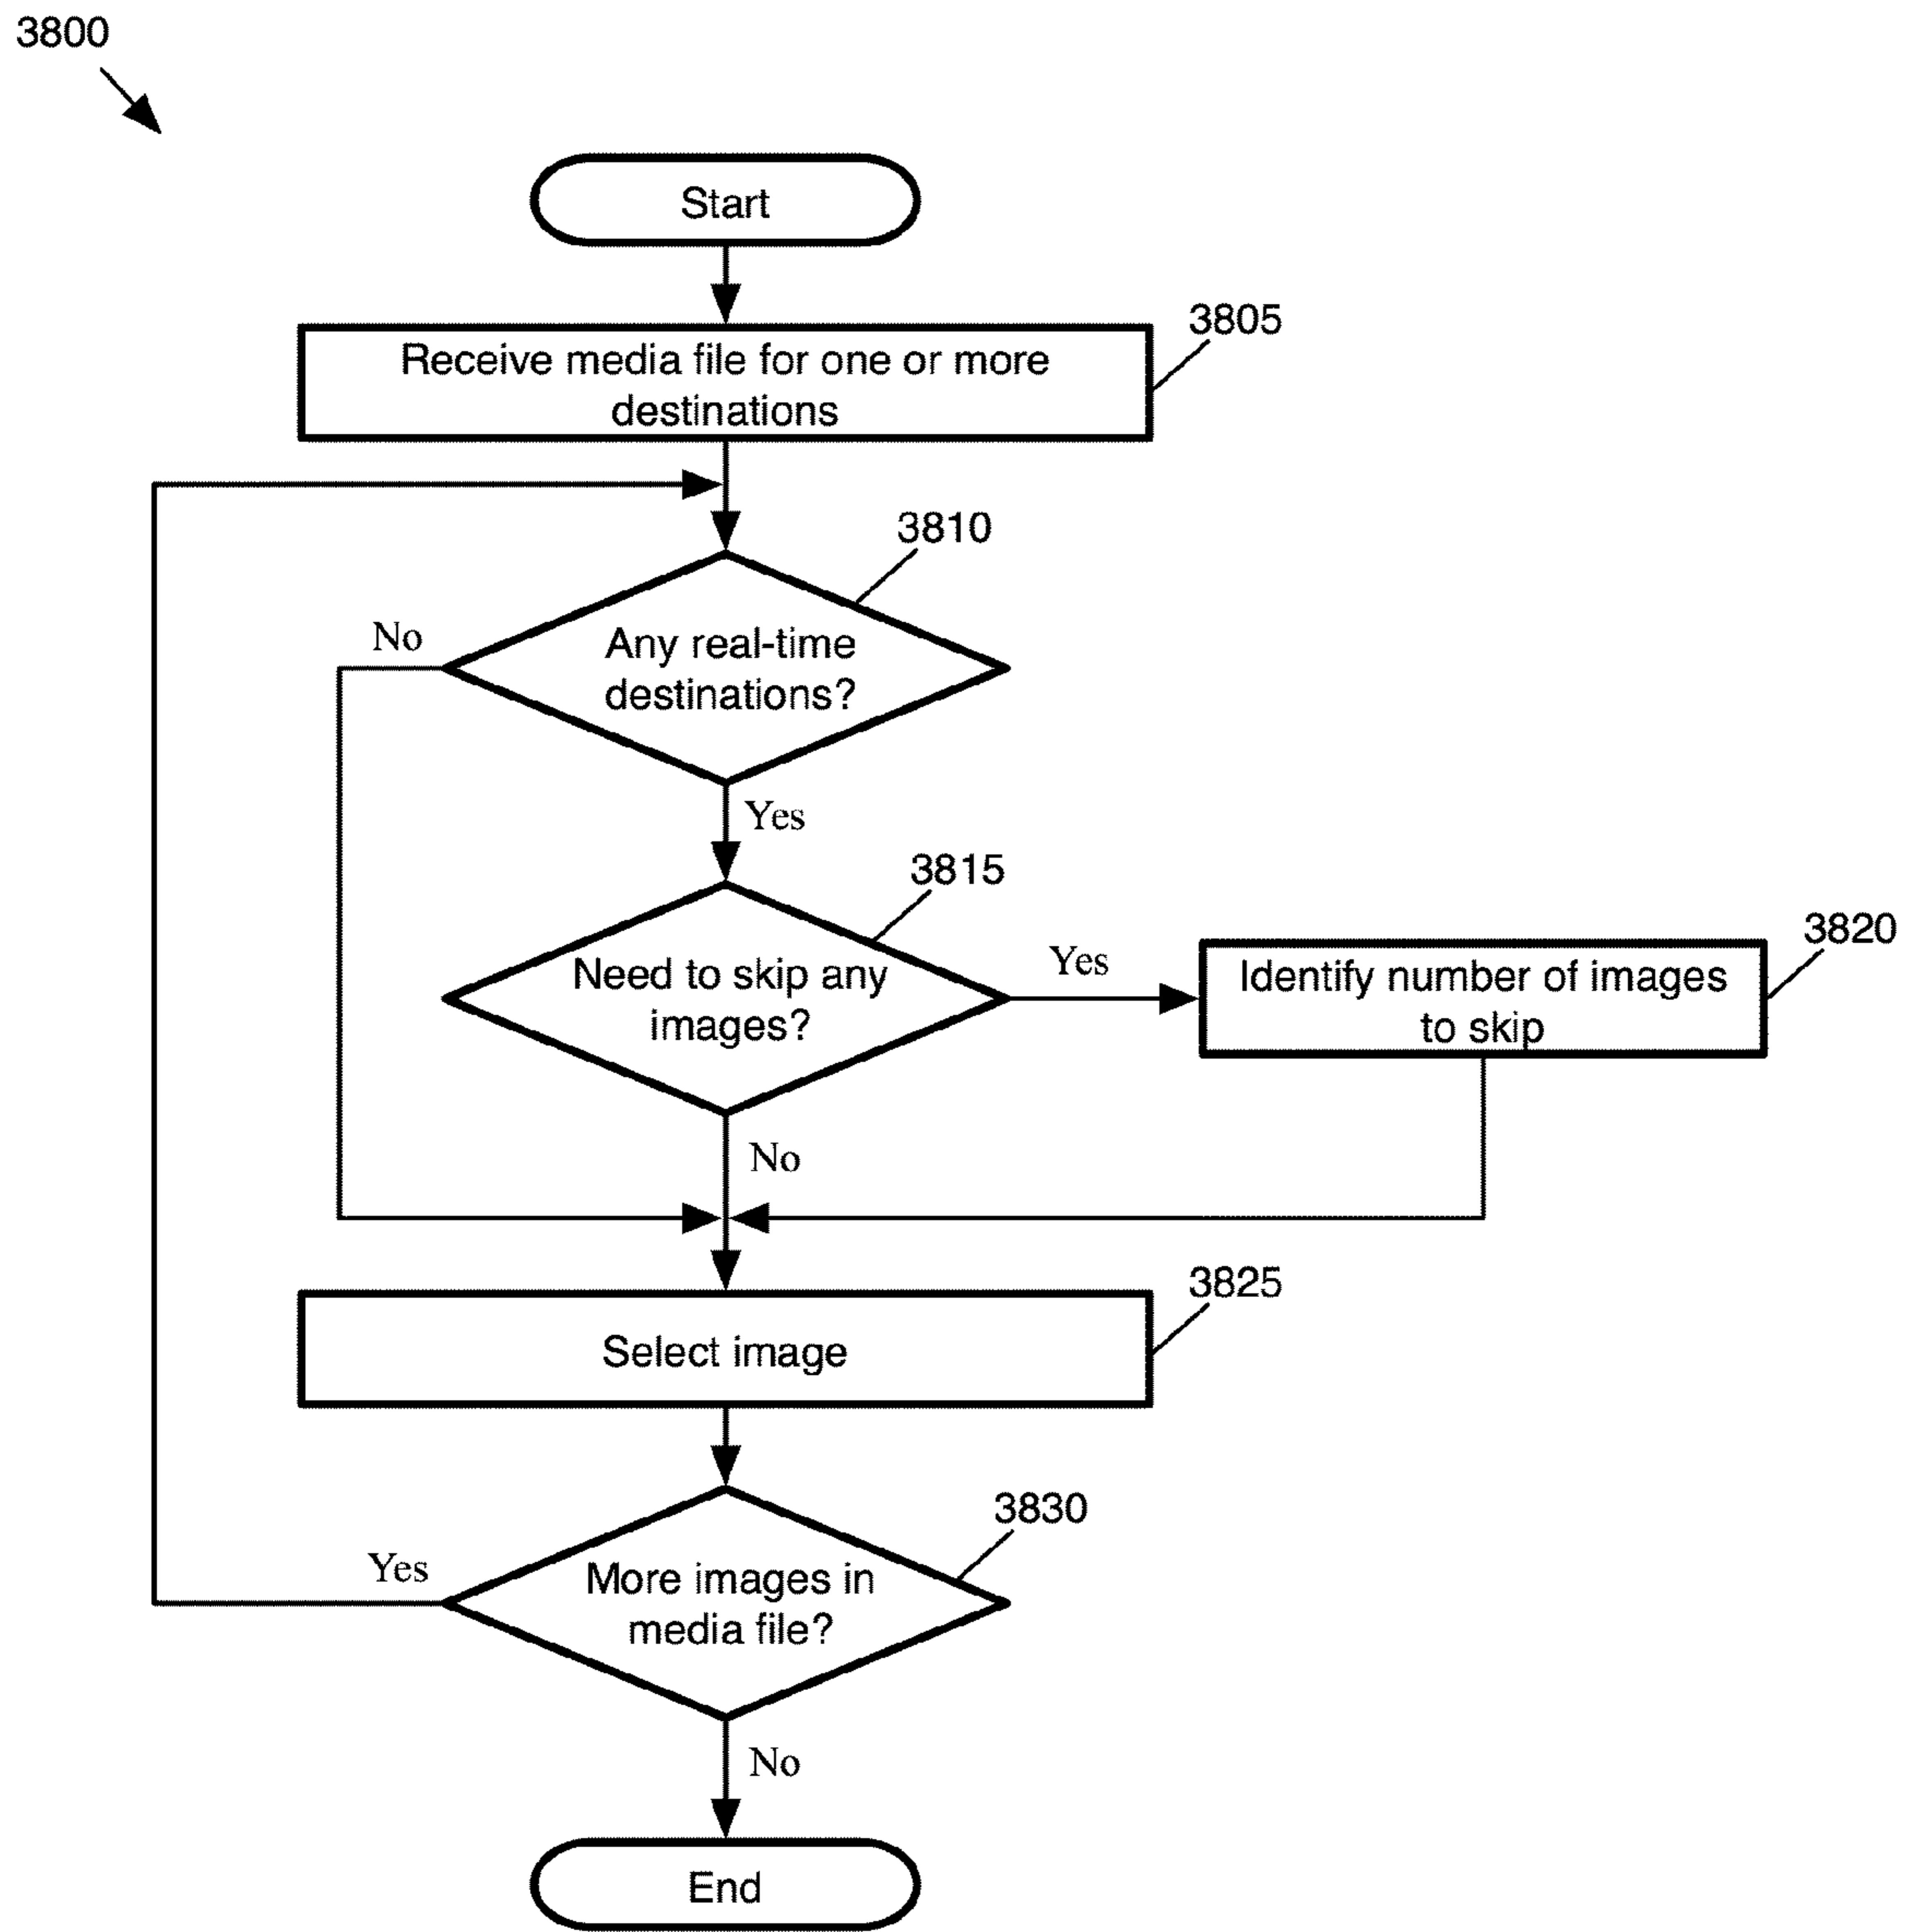 3800
Start
3805
Receive media file for one or more
destinations
3810
No
Any real-time
destinations?
Yes
3815
Need to skip any
images?
Yes
3820
Identify number of images
to skip
No
3825
Select image
3830
Yes
More images in
media file?
No
End